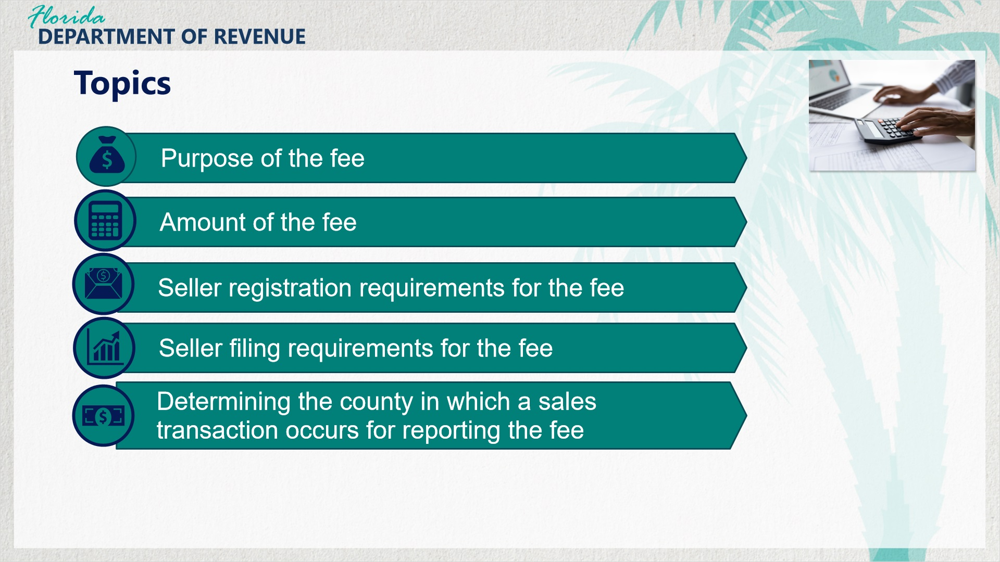 Florida
DEPARTMENT OF REVENUE
Topics
$
Purpose of the fee
Amount of the fee
$
Seller registration requirements for the fee
Seller filing requirements for the fee
$
Determining the county in which a sales
transaction occurs for reporting the fee